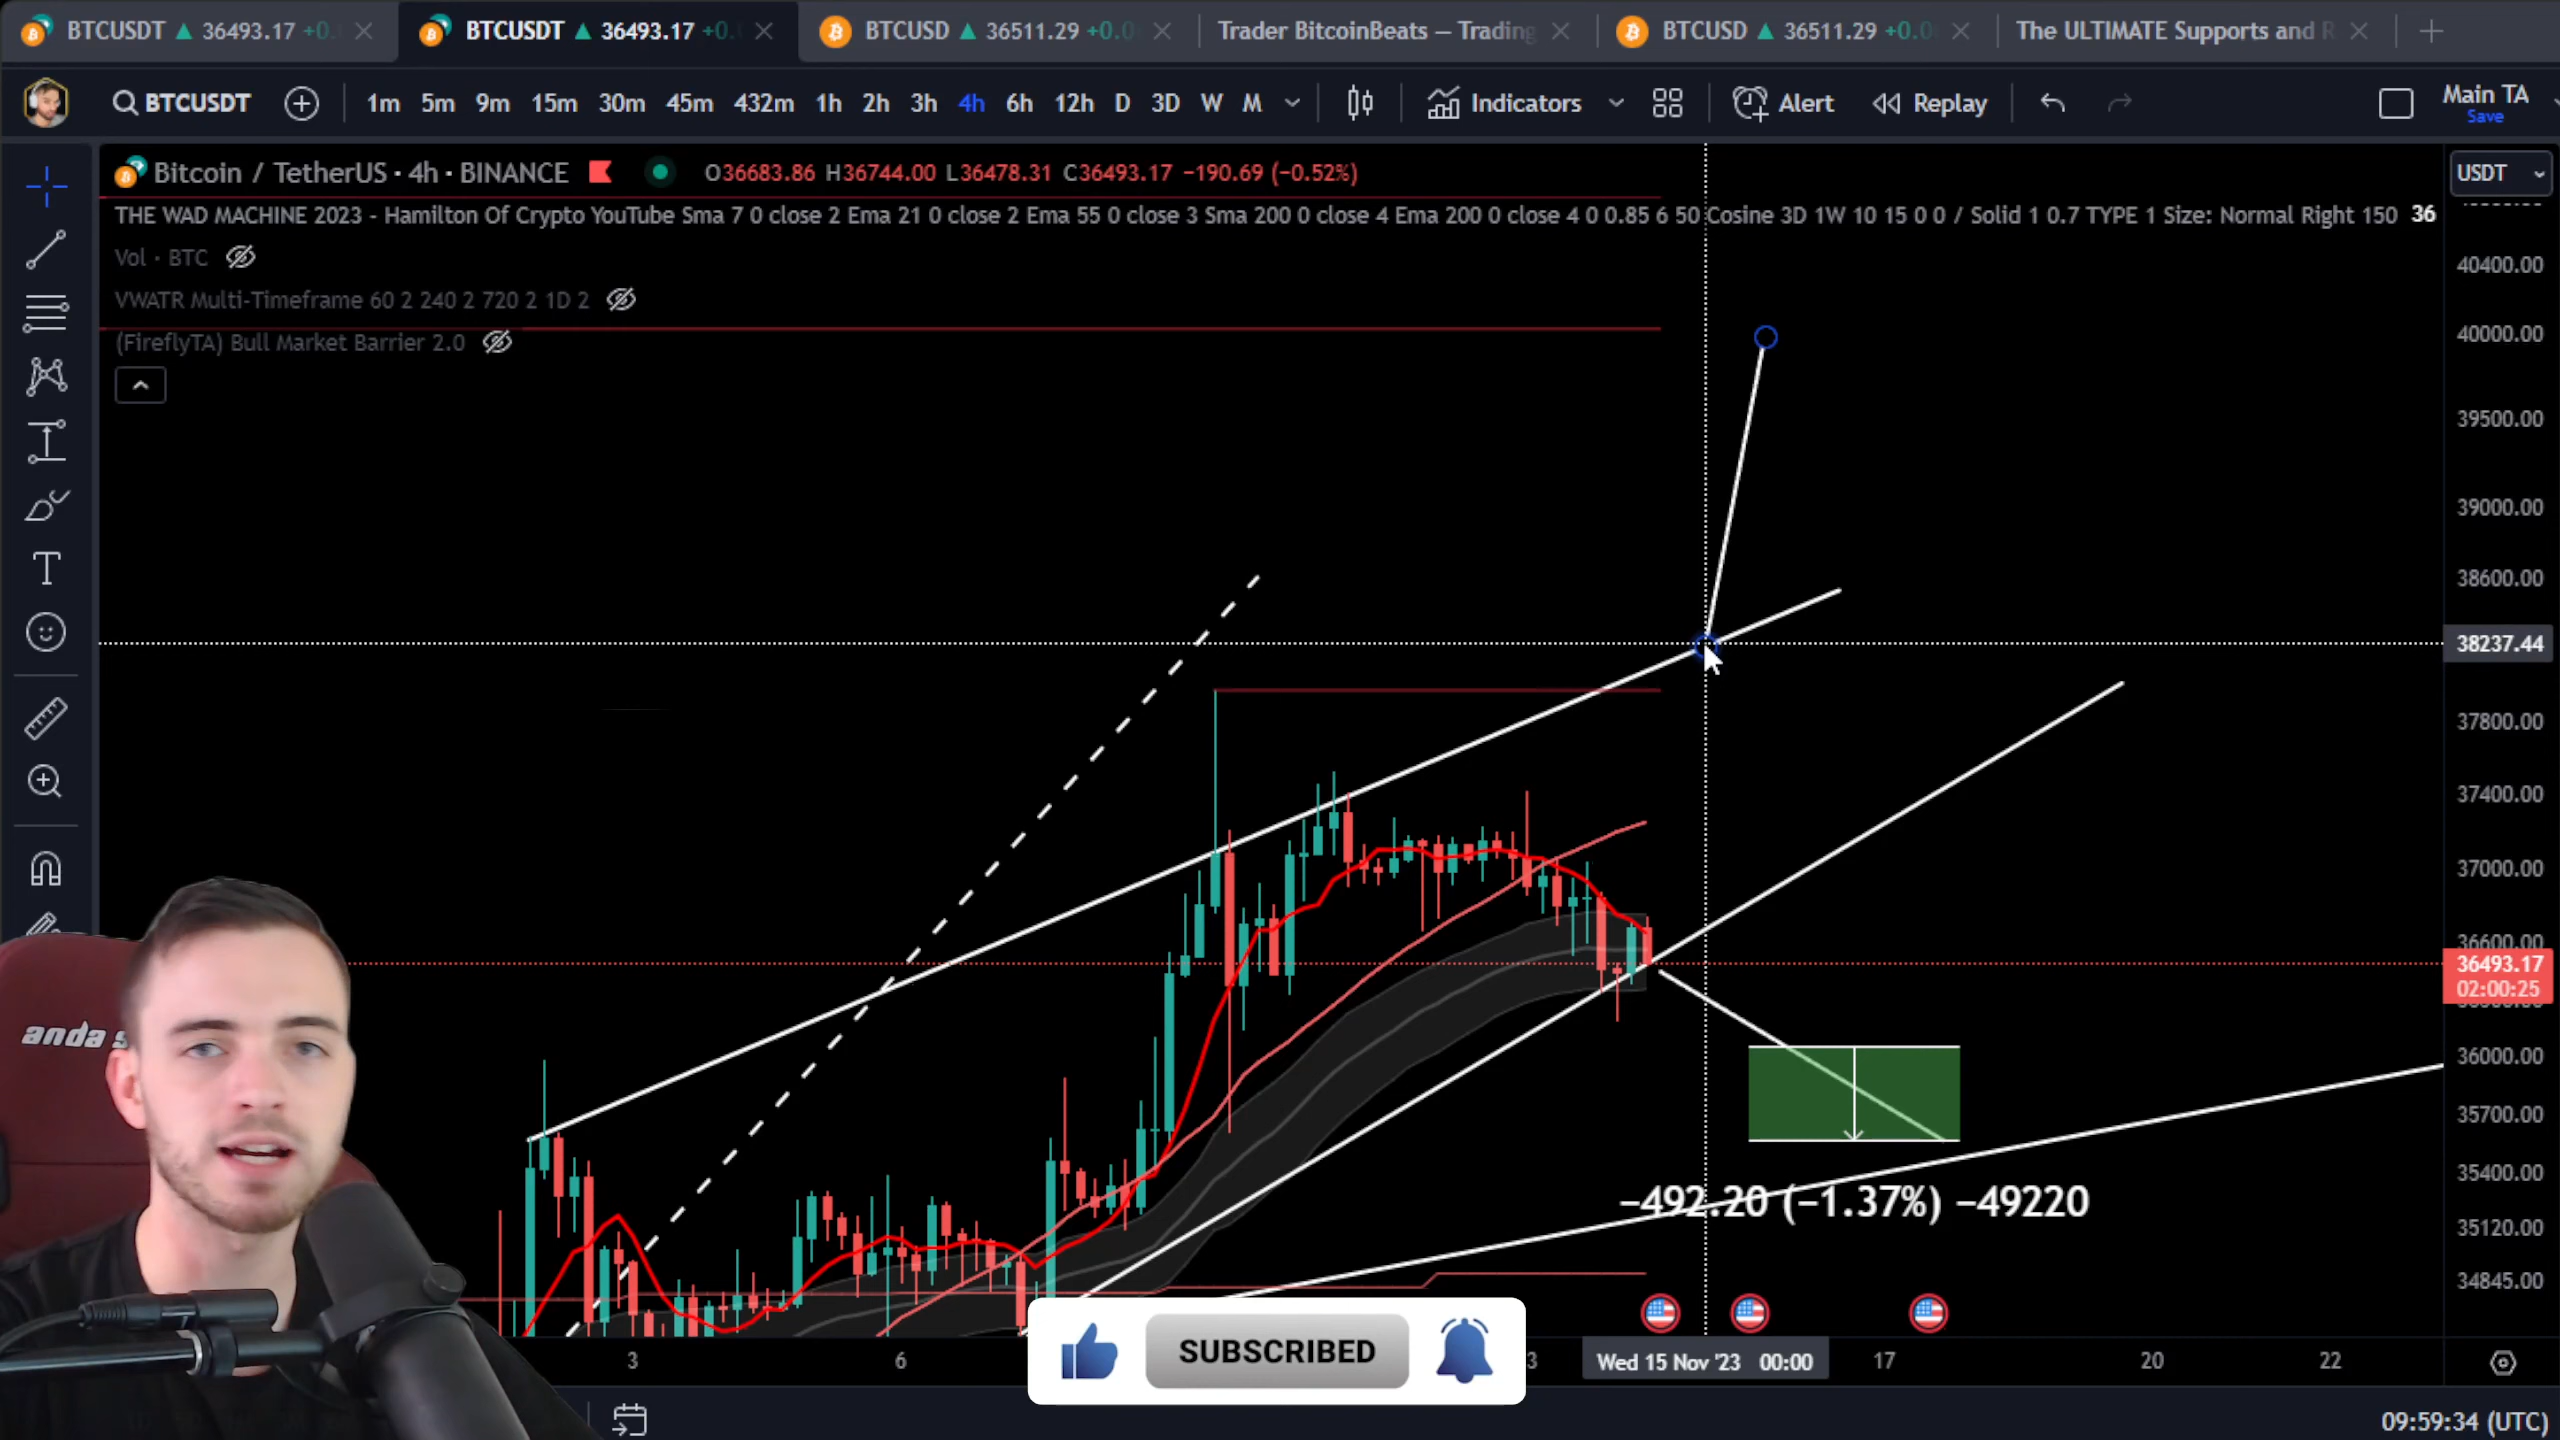 BTCUSDT ▲ 36493.17 +0.
BTCUSDT ▲ 36493.17 +0.
BTCUSD ▲ 36511.29 +0.0
Trader BitcoinBeats — Trading
BTCUSD ▲ 36511.29 +0.0
The ULTIMATE Supports and R
BTCUSDT 1m 5m 9m 15m 30m 45m 432m 1h 2h 3h 4h 6h 12h D 3D W M Indicators Alert Replay Main TA
Save
Bitcoin / TetherUS · 4h · BINANCE O36683.86 H36744.00 L36478.31 C36493.17 −190.69 (−0.52%)
USDT
THE WAD MACHINE 2023 - Hamilton Of Crypto YouTube Sma 7 0 close 2 Ema 21 0 close 2 Ema 55 0 close 3 Sma 200 0 close 4 Ema 200 0 close 4 0 0.85 6 50 Cosine 3D 1W 10 15 0 0 / Solid 1 0.7 TYPE 1 Size: Normal Right 150 36
Vol · BTC
VWATR Multi-Timeframe 60 2 240 2 720 2 1D 2
(FireflyTA) Bull Market Barrier 2.0
40400.00
40000.00
39500.00
39000.00
38600.00
38237.44
37800.00
37400.00
37000.00
36600.00
36493.17
02:00:25
36000.00
35700.00
35400.00
35120.00
34845.00
anda s
−492.20 (−1.37%) −49220
SUBSCRIBED
3
6
3
Wed 15 Nov '23 00:00
17
20
22
09:59:34 (UTC)